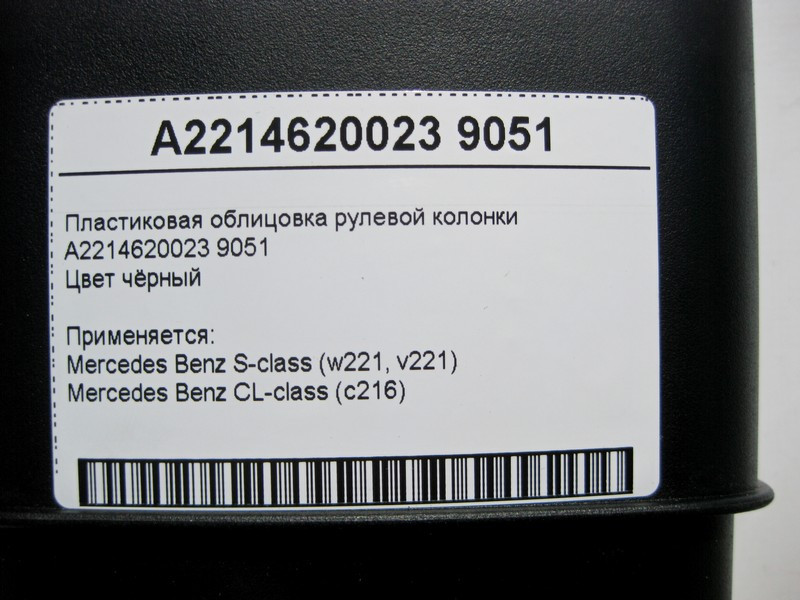 A2214620023 9051
Пластиковая облицовка рулевой колонки
A2214620023 9051
Цвет чёрный
Применяется:
Mercedes Benz S-class (w221, v221)
Mercedes Benz CL-class (c216)